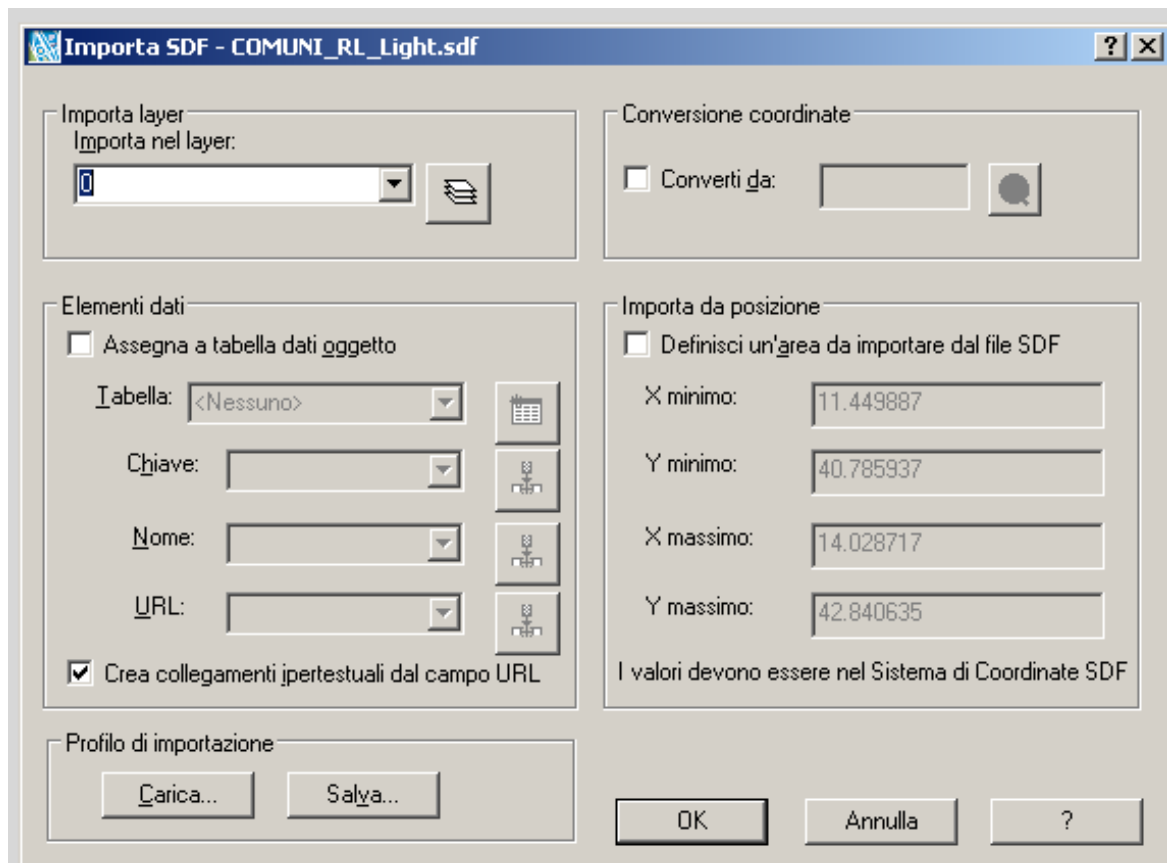 Importa SDF - COMUNI_RL_Light.sdf
Importa layer
Importa nel layer:
0
Conversione coordinate
Converti da:
Elementi dati
Assegna a tabella dati oggetto
Tabella: <Nessuno>
Chiave:
Nome:
URL:
Crea collegamenti ipertestuali dal campo URL
Importa da posizione
Definisci un'area da importare dal file SDF
X minimo: 11.449887
Y minimo: 40.785937
X massimo: 14.028717
Y massimo: 42.840635
I valori devono essere nel Sistema di Coordinate SDF
Profilo di importazione
Carica... Salva...
OK Annulla ?